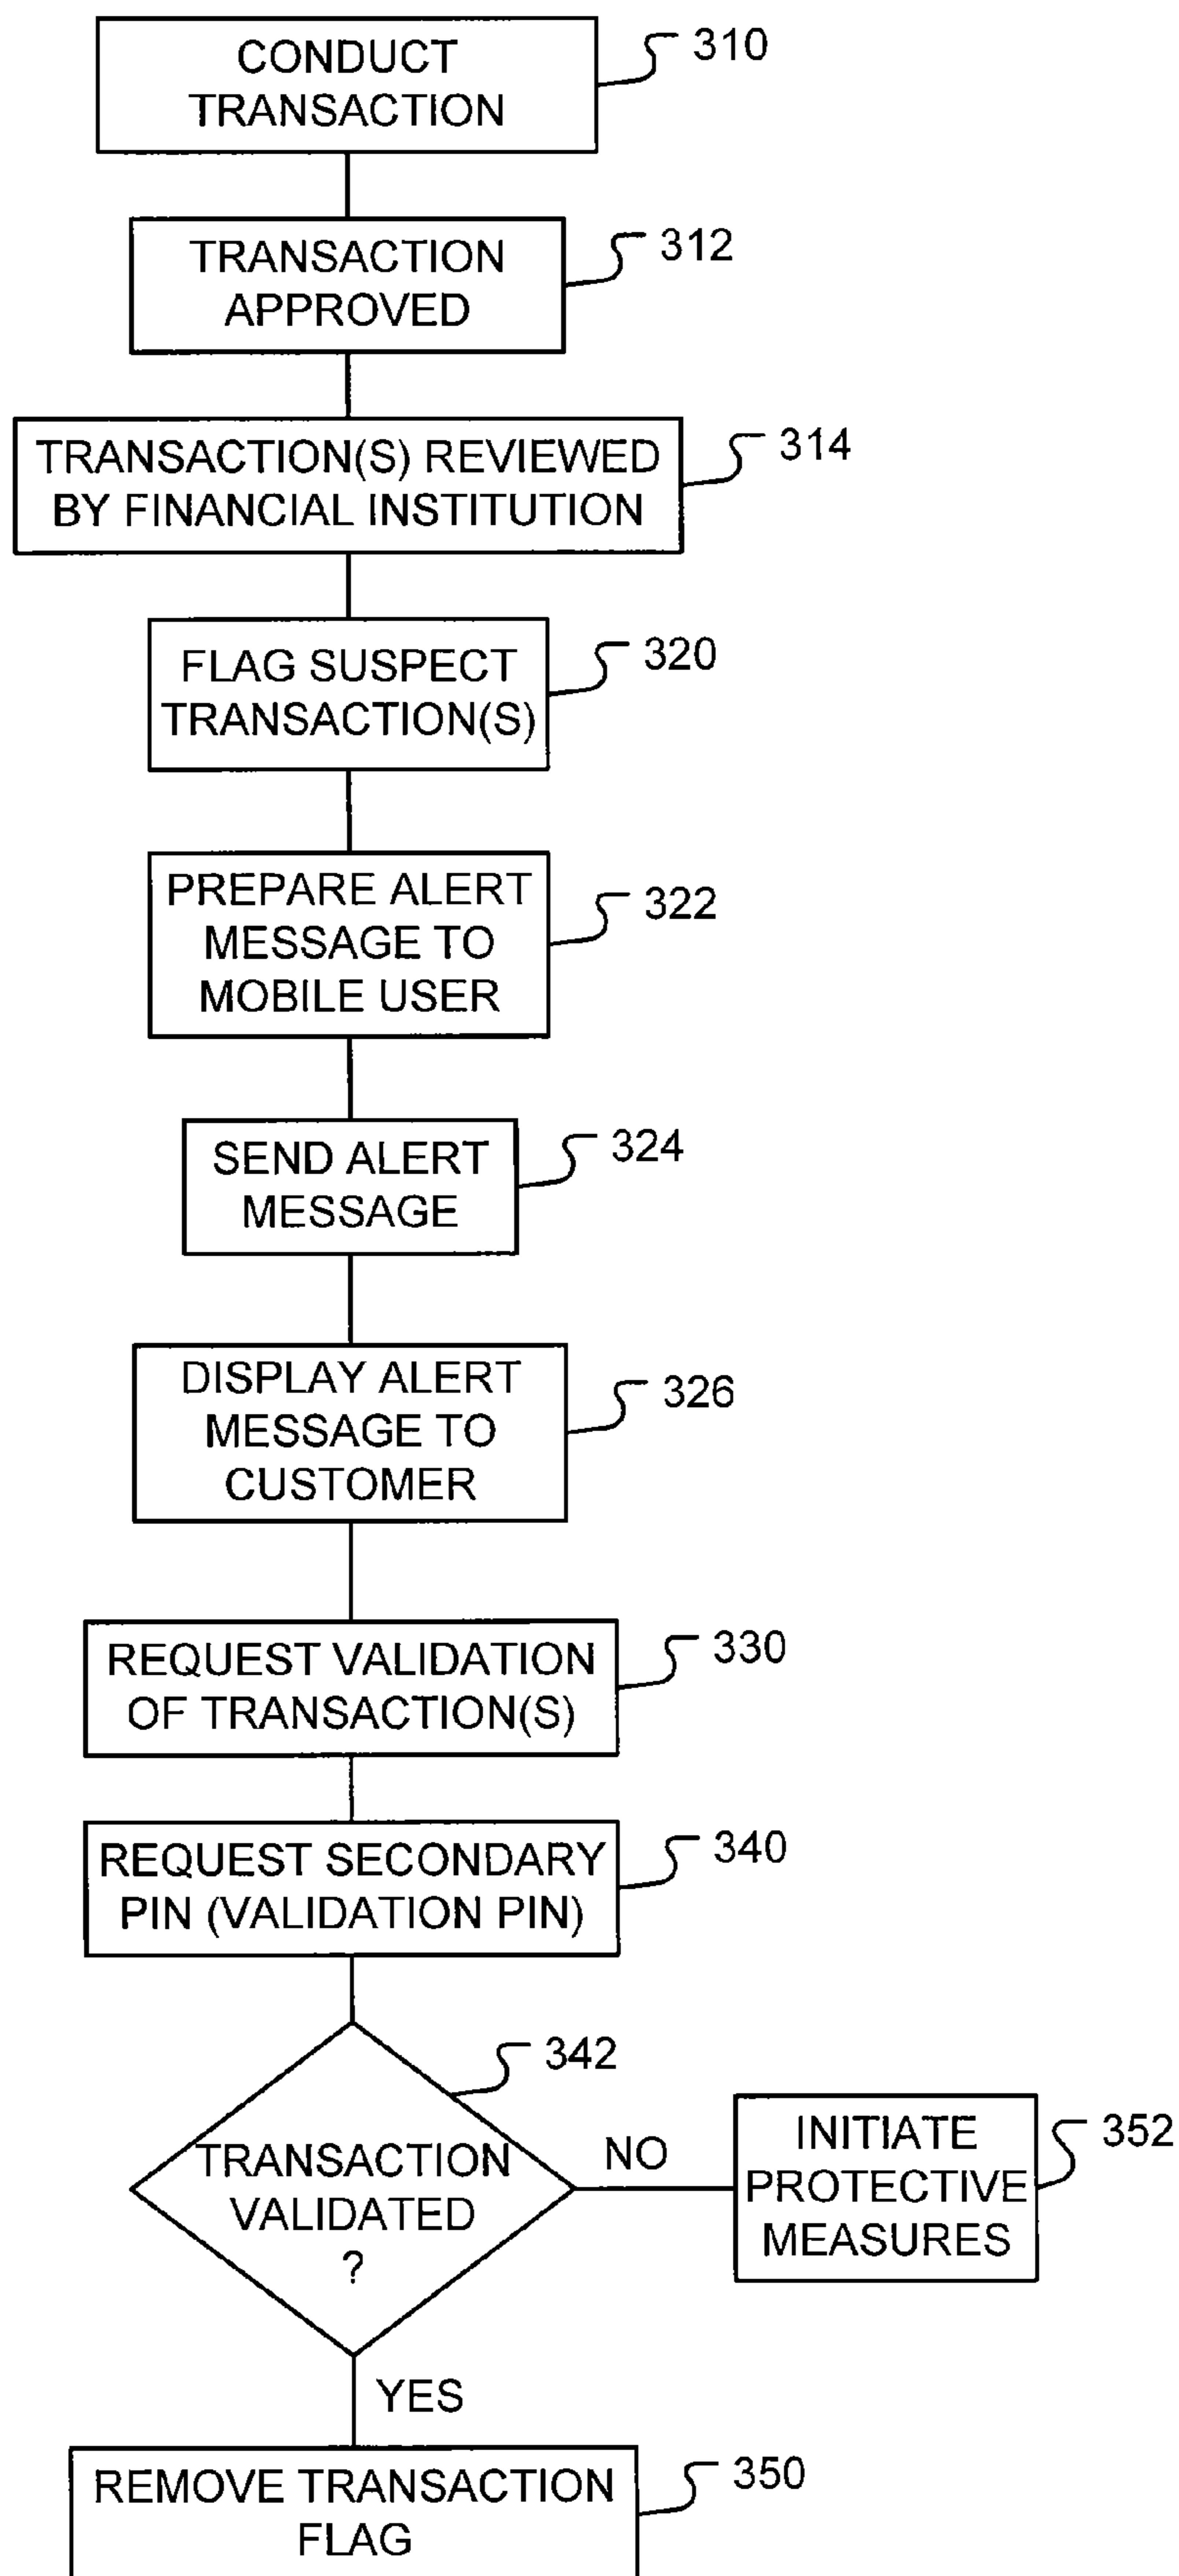 CONDUCT
TRANSACTION
310
TRANSACTION
APPROVED
312
TRANSACTION(S) REVIEWED
BY FINANCIAL INSTITUTION
314
FLAG SUSPECT
TRANSACTION(S)
320
PREPARE ALERT
MESSAGE TO
MOBILE USER
322
SEND ALERT
MESSAGE
324
DISPLAY ALERT
MESSAGE TO
CUSTOMER
326
REQUEST VALIDATION
OF TRANSACTION(S)
330
REQUEST SECONDARY
PIN (VALIDATION PIN)
340
342
TRANSACTION
VALIDATED
?
NO
INITIATE
PROTECTIVE
MEASURES
352
YES
REMOVE TRANSACTION
FLAG
350